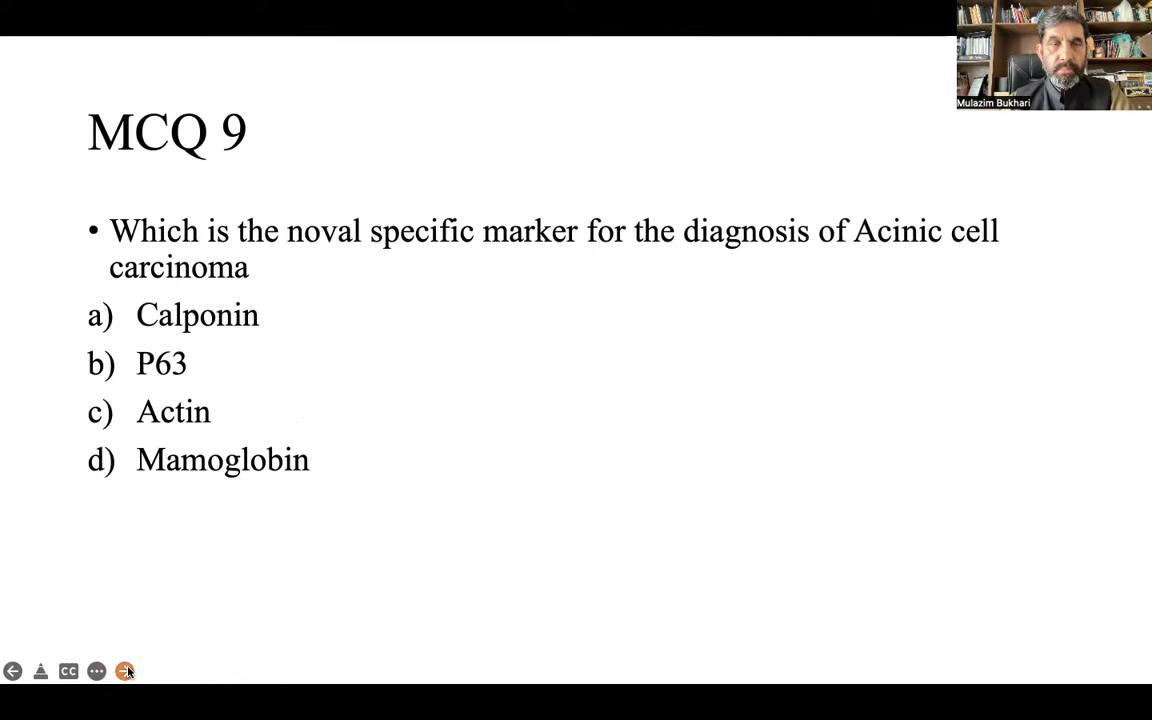 Mulazim Bukhari
MCQ 9
• Which is the noval specific marker for the diagnosis of Acinic cell
carcinoma
a) Calponin
b) P63
c) Actin
d) Mamoglobin
CC